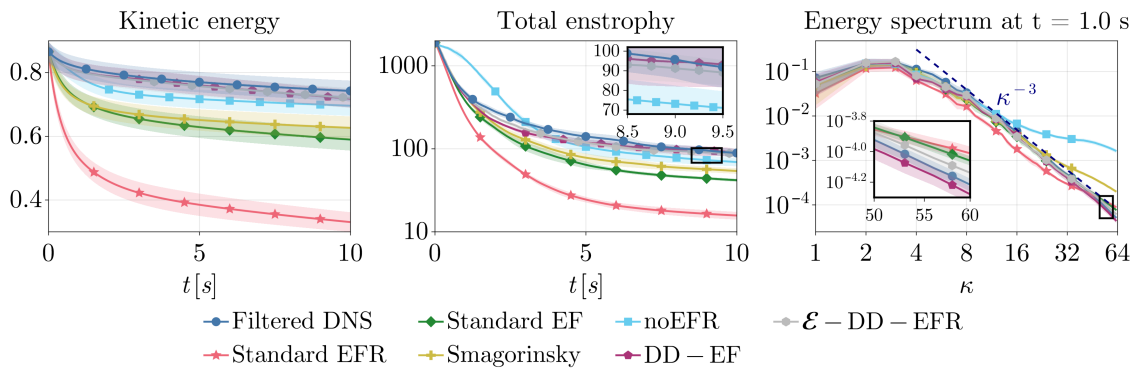 Kinetic energy
Total enstrophy
Energy spectrum at t = 1.0 s
0.8
0.6
0.4
0
5
10
t[s]
1000
100
10
100
90
80
70
8.5
9.0
9.5
0
5
10
t[s]
10⁻¹
10⁻²
10⁻³
10⁻⁴
κ⁻³
10⁻³·⁸
10⁻⁴·⁰
10⁻⁴·²
50
55
60
1 2 4 8 16 32 64
κ
Filtered DNS
Standard EF
noEFR
𝓔 − DD − EFR
Standard EFR
Smagorinsky
DD − EF